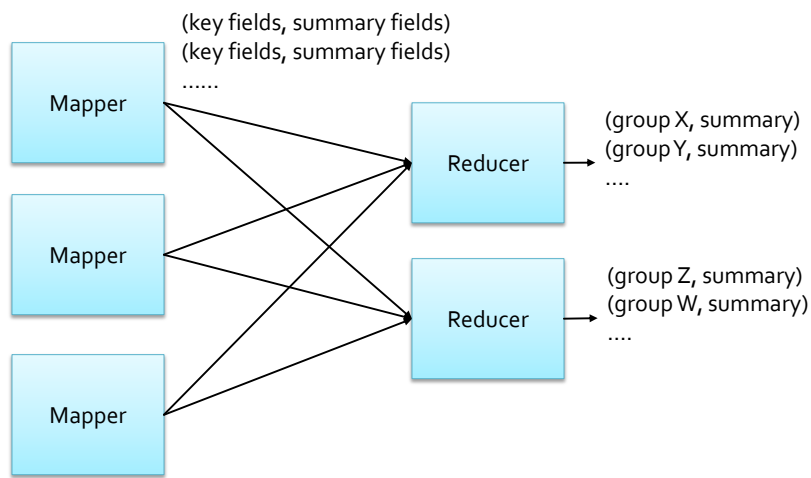 (key fields, summary fields)
(key fields, summary fields)
......
Mapper
Reducer
(group X, summary)
(group Y, summary)
....
Mapper
Reducer
(group Z, summary)
(group W, summary)
....
Mapper